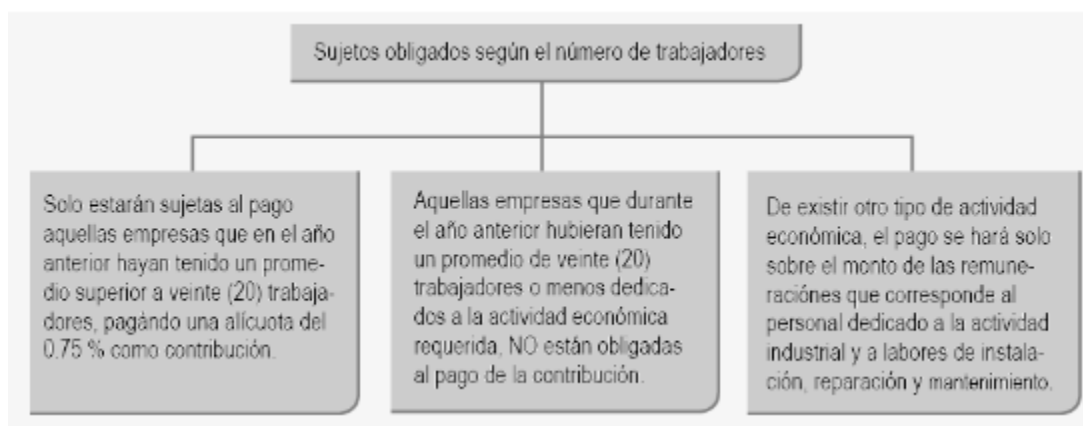 Sujetos obligados según el número de trabajadores
Solo estarán sujetas al pago
aquellas empresas que en el año
anterior hayan tenido un prome-
dio superior a veinte (20) trabaja-
dores, pagando una alícuota del
0.75 % como contribución.
Aquellas empresas que durante
el año anterior hubieran tenido
un promedio de veinte (20)
trabajadores o menos dedica-
dos a la actividad económica
requerida, NO están obligadas
al pago de la contribución.
De existir otro tipo de actividad
económica, el pago se hará solo
sobre el monto de las remune-
raciónes que corresponde al
personal dedicado a la actividad
industrial y a labores de instala-
ción, reparación y mantenimiento.